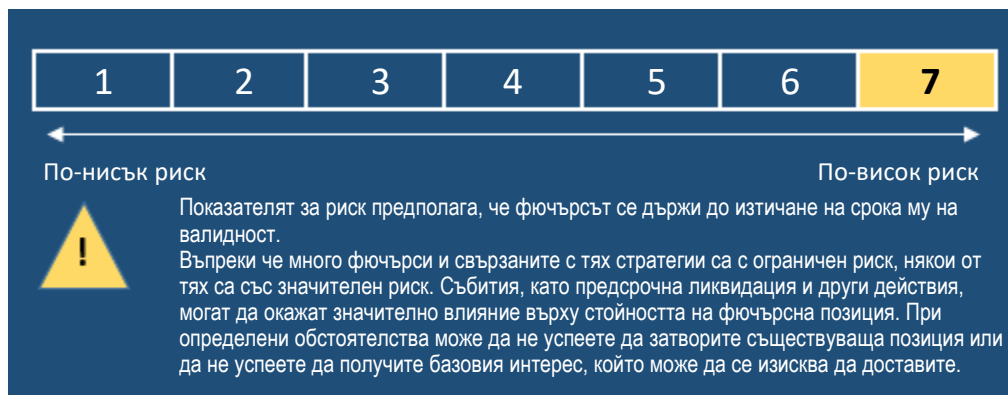 1 2 3 4 5 6 7
По-нисък риск По-висок риск
!
Показателят за риск предполага, че фючърсът се държи до изтичане на срока му на
валидност.
Въпреки че много фючърси и свързаните с тях стратегии са с ограничен риск, някои от
тях са със значителен риск. Събития, като предсрочна ликвидация и други действия,
могат да окажат значително влияние върху стойността на фючърсна позиция. При
определени обстоятелства може да не успеете да затворите съществуваща позиция или
да не успеете да получите базовия интерес, който може да се изисква да доставите.